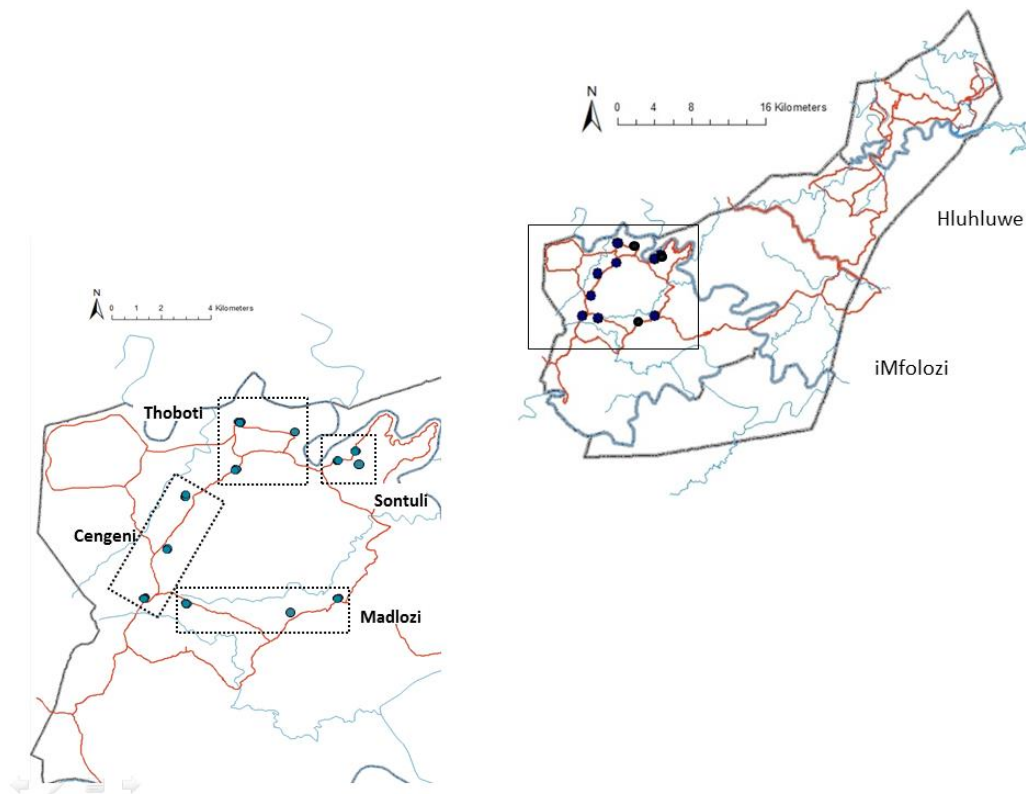 N
0 4 8 16 Kilometers
Hluhluwe
iMfolozi
N
0 1 2 4 Kilometers
Thoboti
Sontuli
Cengeni
Madlozi